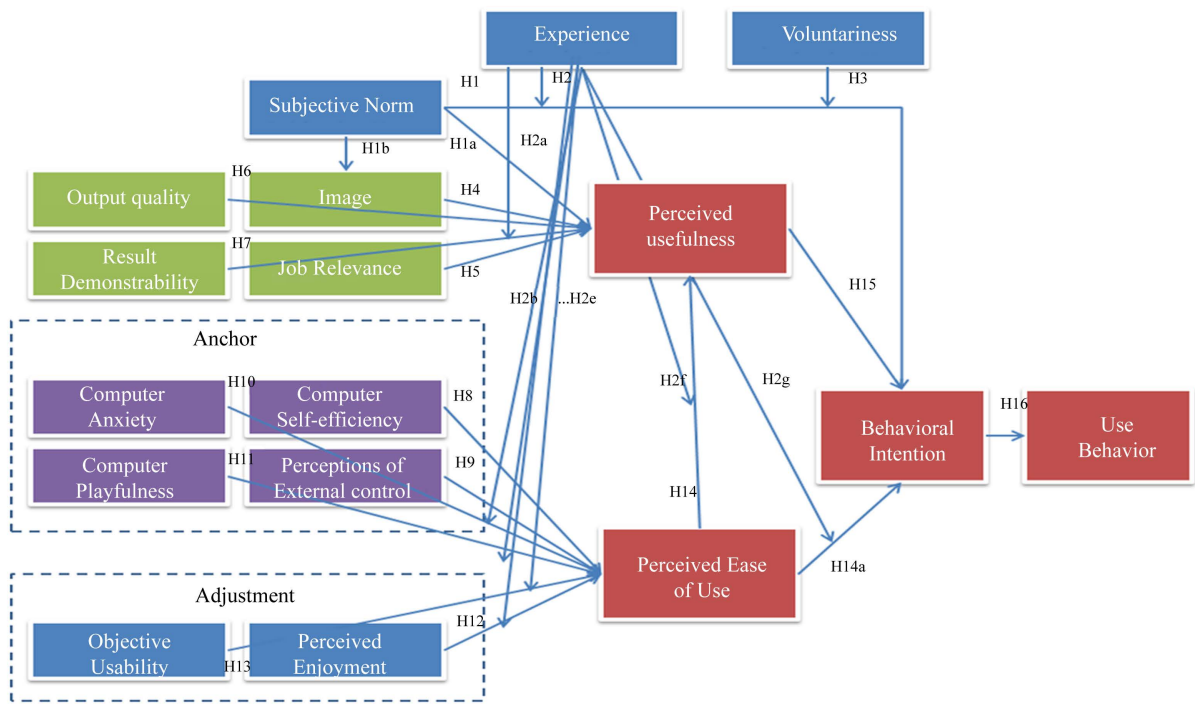 Experience
Voluntariness
H1
H2
H3
Subjective Norm
H1b
H1a
H2a
H6
H4
Output quality
Image
Perceived
usefulness
H7
H5
Result
Demonstrability
Job Relevance
H2b
...H2e
H15
Anchor
H10
H8
H2f
H2g
Computer
Anxiety
Computer
Self-efficiency
H16
Behavioral
Intention
Use
Behavior
H11
H9
Computer
Playfulness
Perceptions of
External control
H14
Perceived Ease
of Use
H14a
Adjustment
H12
Objective
Usability
H13
Perceived
Enjoyment